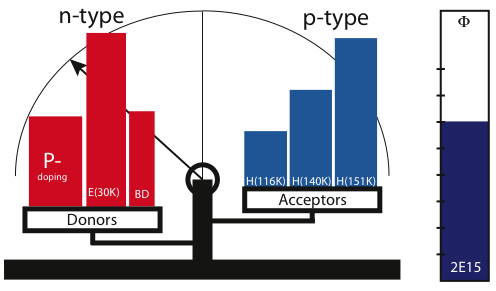 n-type
p-type
Φ
P-
doping
E(30K)
BD
H(116K)
H(140K)
H(151K)
Donors
Acceptors
2E15